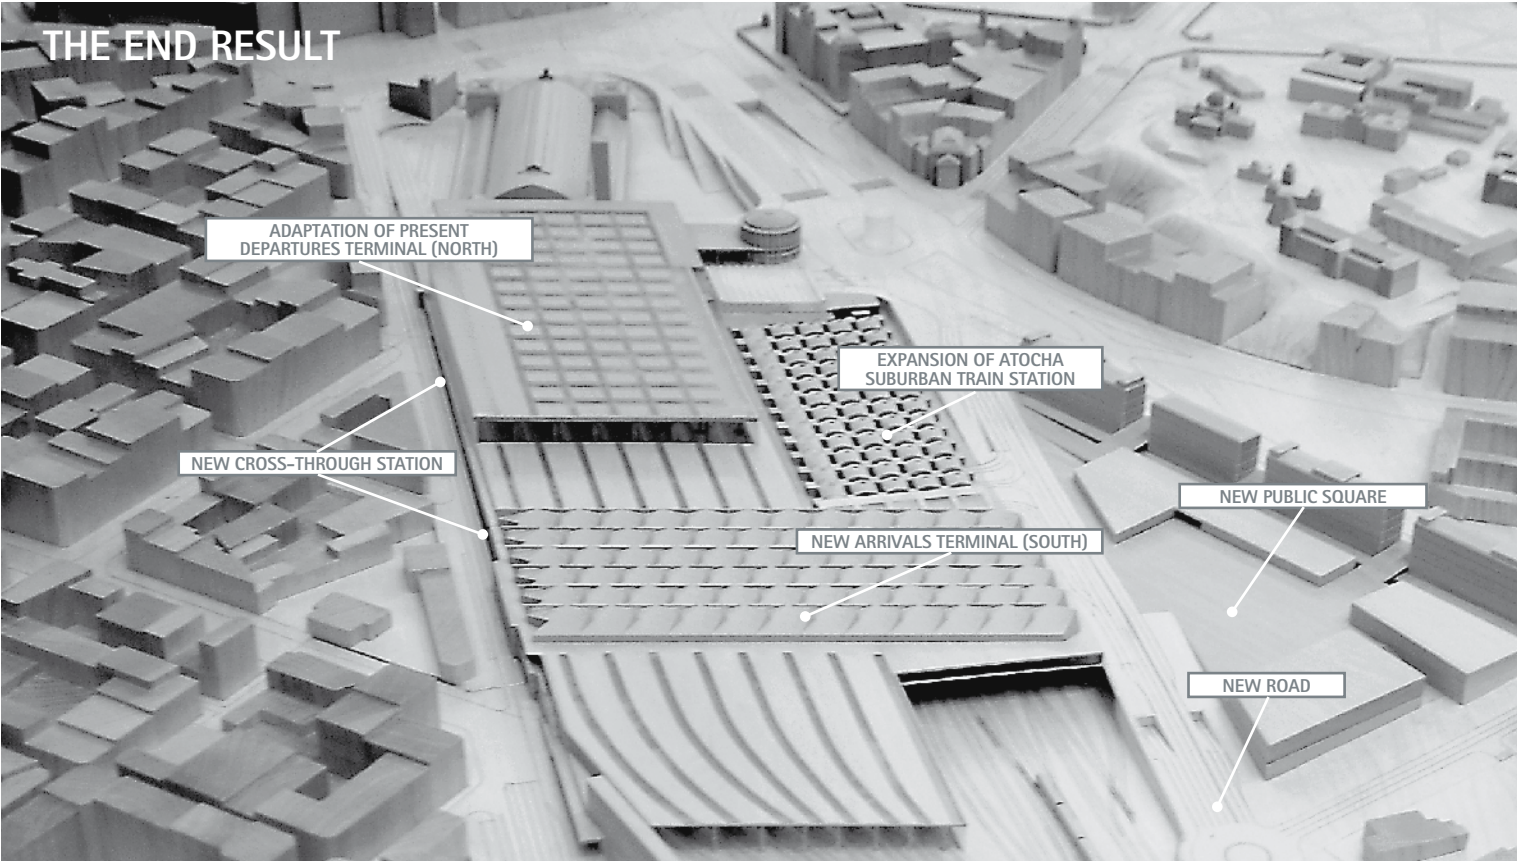 THE END RESULT
ADAPTATION OF PRESENT
DEPARTURES TERMINAL (NORTH)
EXPANSION OF ATOCHA
SUBURBAN TRAIN STATION
NEW CROSS-THROUGH STATION
NEW PUBLIC SQUARE
NEW ARRIVALS TERMINAL (SOUTH)
NEW ROAD